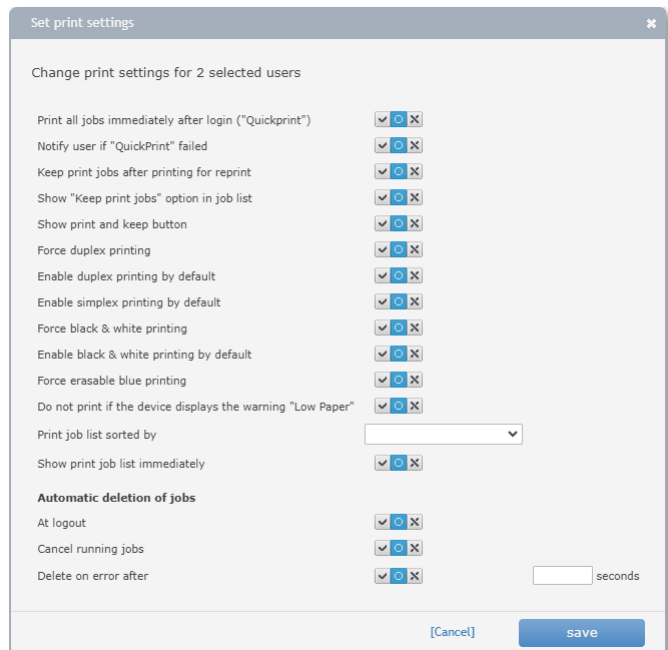 Set print settings
Change print settings for 2 selected users
Print all jobs immediately after login ("Quickprint")
Notify user if "QuickPrint" failed
Keep print jobs after printing for reprint
Show "Keep print jobs" option in job list
Show print and keep button
Force duplex printing
Enable duplex printing by default
Enable simplex printing by default
Force black & white printing
Enable black & white printing by default
Force erasable blue printing
Do not print if the device displays the warning "Low Paper"
Print job list sorted by
Show print job list immediately
Automatic deletion of jobs
At logout
Cancel running jobs
Delete on error after seconds
[Cancel] save